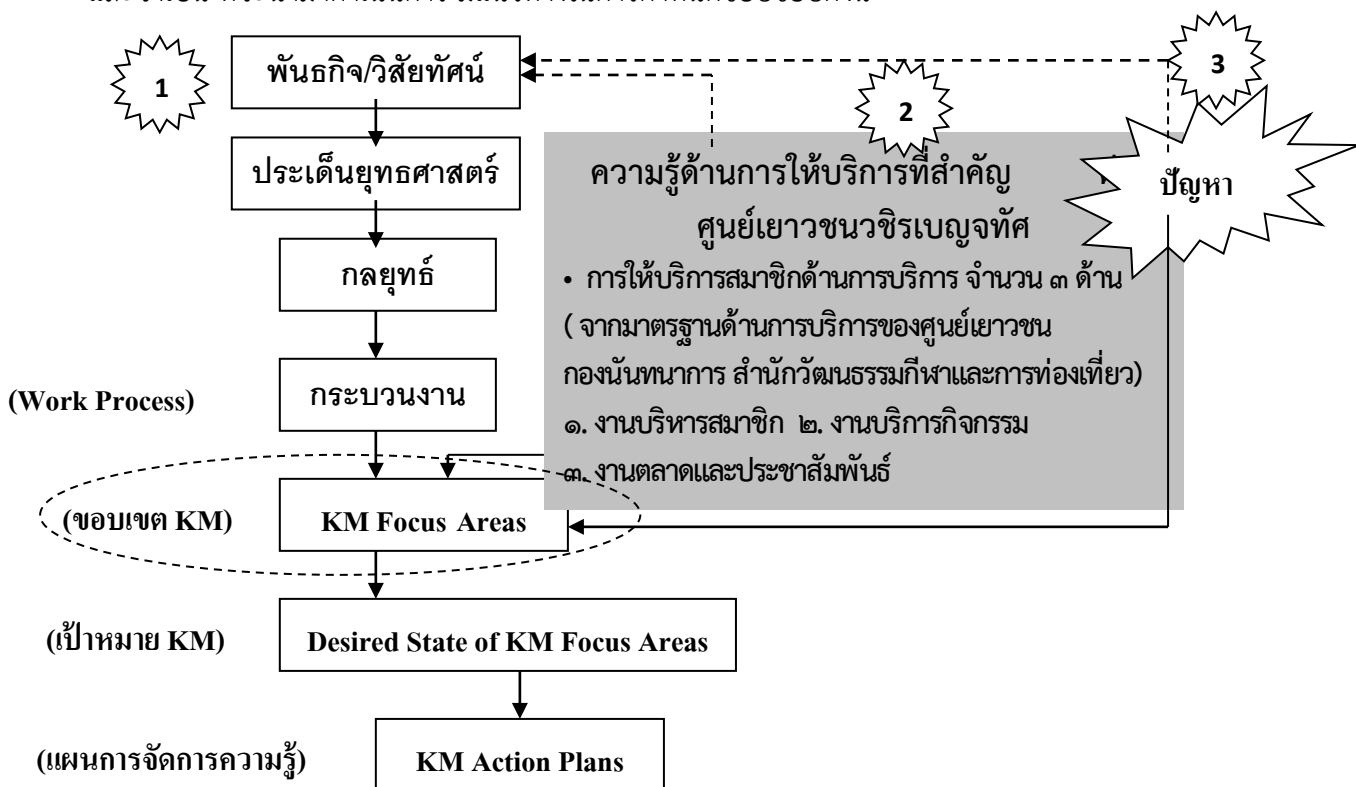 พันธกิจ/วิสัยทัศน์
1
2
3
ประเด็นยุทธศาสตร์
ปัญหา
ความรู้ด้านการให้บริการที่สำคัญ
ศูนย์เยาวชนวชิรเบญจทัศ
กลยุทธ์
• การให้บริการสมาชิกด้านการบริการ จำนวน ๓ ด้าน
( จากมาตรฐานด้านการบริการของศูนย์เยาวชน
กองนันทนาการ สำนักวัฒนธรรมกีฬาและการท่องเที่ยว)
๑. งานบริหารสมาชิก ๒. งานบริการกิจกรรม
๓. งานตลาดและประชาสัมพันธ์
(Work Process)
กระบวนงาน
(ขอบเขต KM)
KM Focus Areas
(เป้าหมาย KM)
Desired State of KM Focus Areas
(แผนการจัดการความรู้)
KM Action Plans